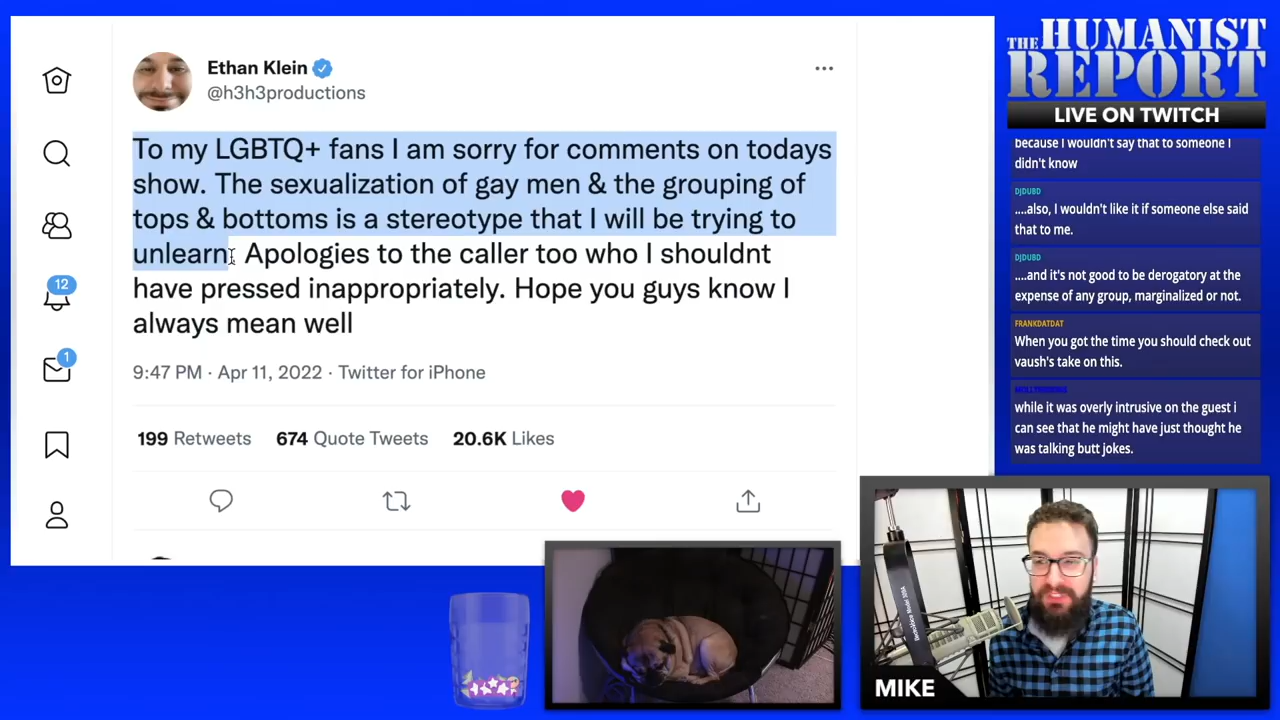 Ethan Klein
@h3h3productions
To my LGBTQ+ fans I am sorry for comments on todays
show. The sexualization of gay men & the grouping of
tops & bottoms is a stereotype that I will be trying to
unlearn. Apologies to the caller too who I shouldnt
have pressed inappropriately. Hope you guys know I
always mean well
9:47 PM · Apr 11, 2022 · Twitter for iPhone
199 Retweets 674 Quote Tweets 20.6K Likes
12
1
THE HUMANIST
REPORT
LIVE ON TWITCH
because I wouldn't say that to someone I
didn't know
DJDUBD
....also, I wouldn't like it if someone else said
that to me.
DJDUBD
....and it's not good to be derogatory at the
expense of any group, marginalized or not.
FRANKDATDAT
When you got the time you should check out
vaush's take on this.
while it was overly intrusive on the guest i
can see that he might have just thought he
was talking butt jokes.
MIKE